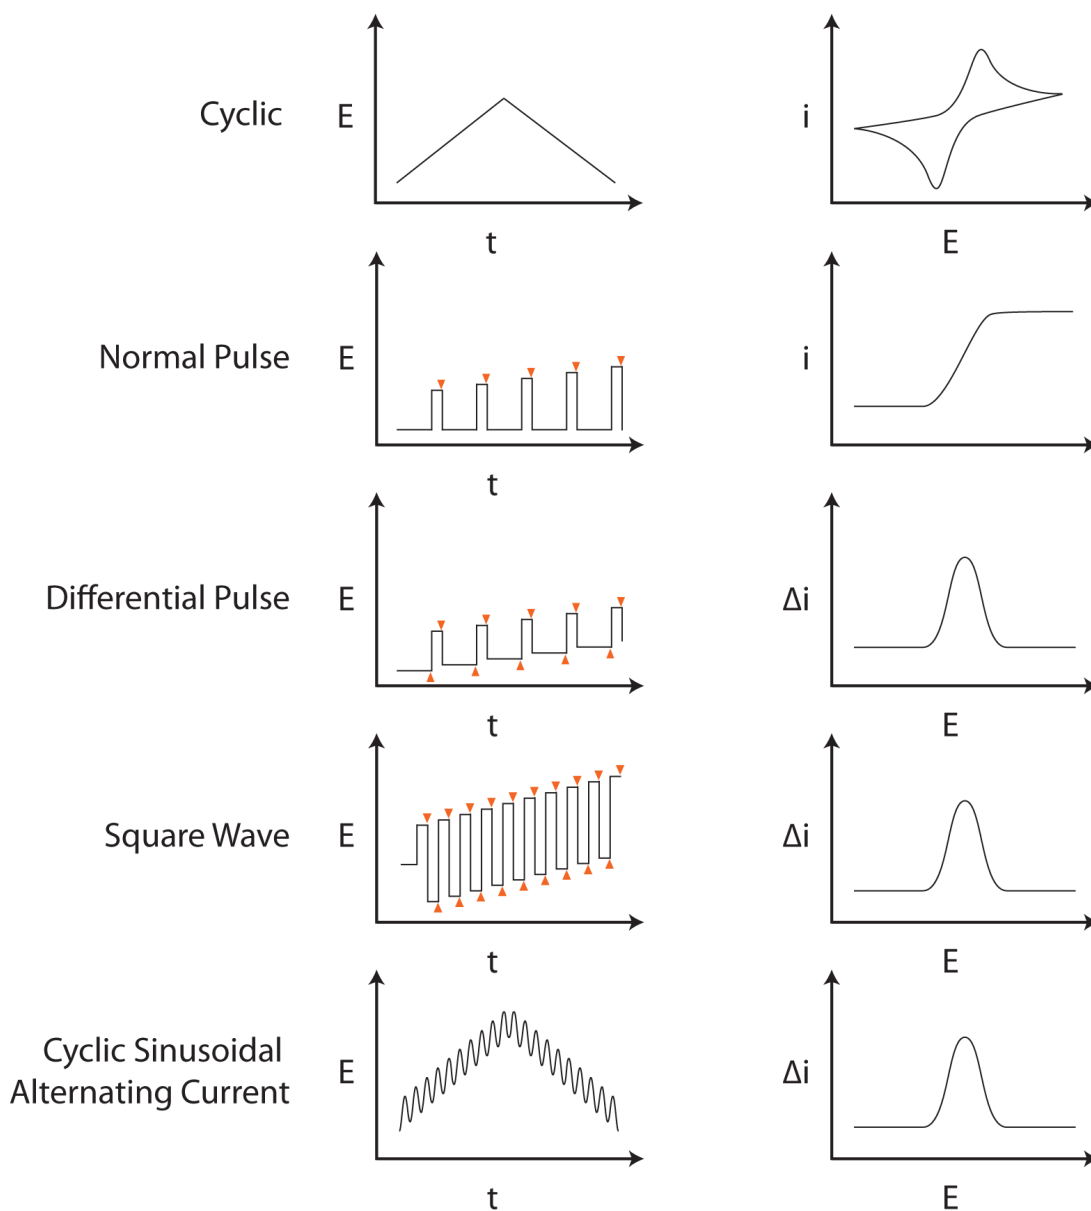 Cyclic
E
t
i
E
Normal Pulse
E
t
i
Differential Pulse
E
t
Δi
E
Square Wave
E
t
Δi
E
Cyclic Sinusoidal
Alternating Current
E
t
Δi
E